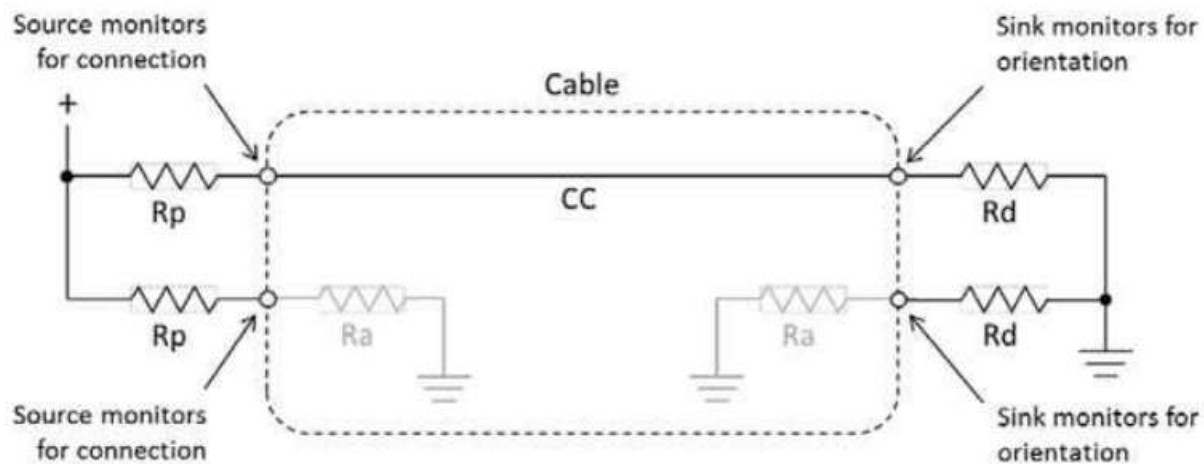 Source monitors
for connection
Sink monitors for
orientation
Cable
+
Rp
CC
Rd
Rp
Ra
Ra
Rd
Source monitors
for connection
Sink monitors for
orientation